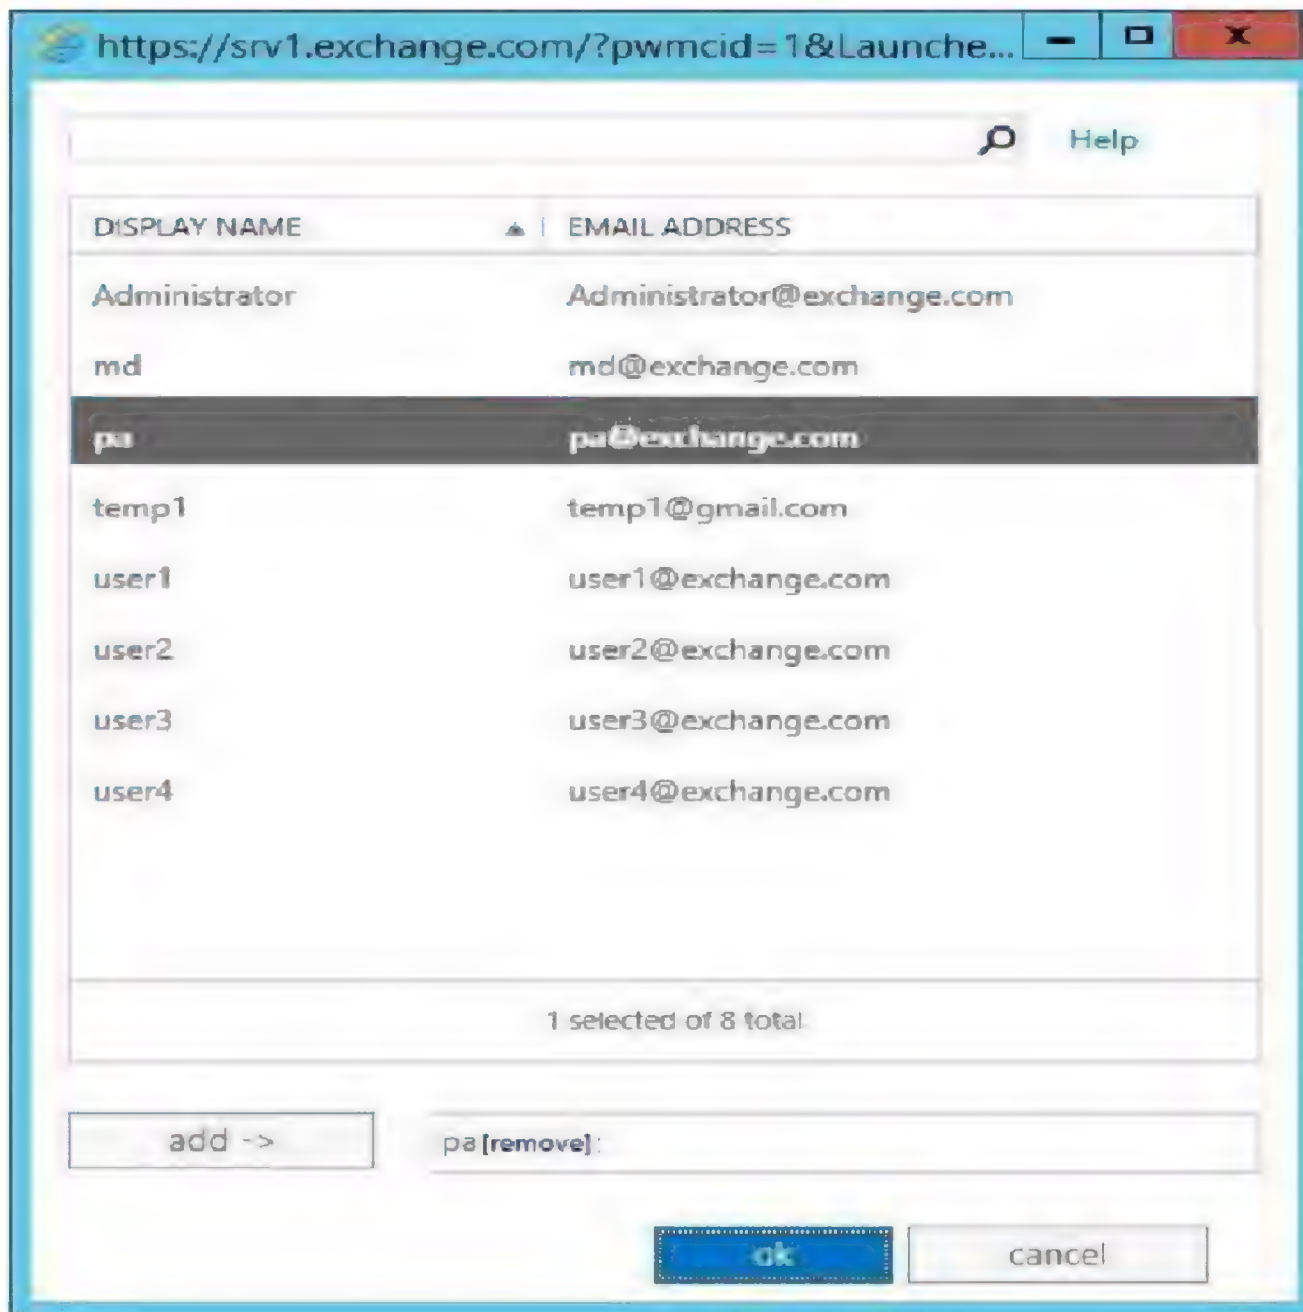 https://srv1.exchange.com/?pwmcid=1&Launche...
Help
DISPLAY NAME EMAIL ADDRESS
Administrator Administrator@exchange.com
md md@exchange.com
pa pa@exchange.com
temp1 temp1@gmail.com
user1 user1@exchange.com
user2 user2@exchange.com
user3 user3@exchange.com
user4 user4@exchange.com
1 selected of 8 total
add -> pa[remove];
ok cancel